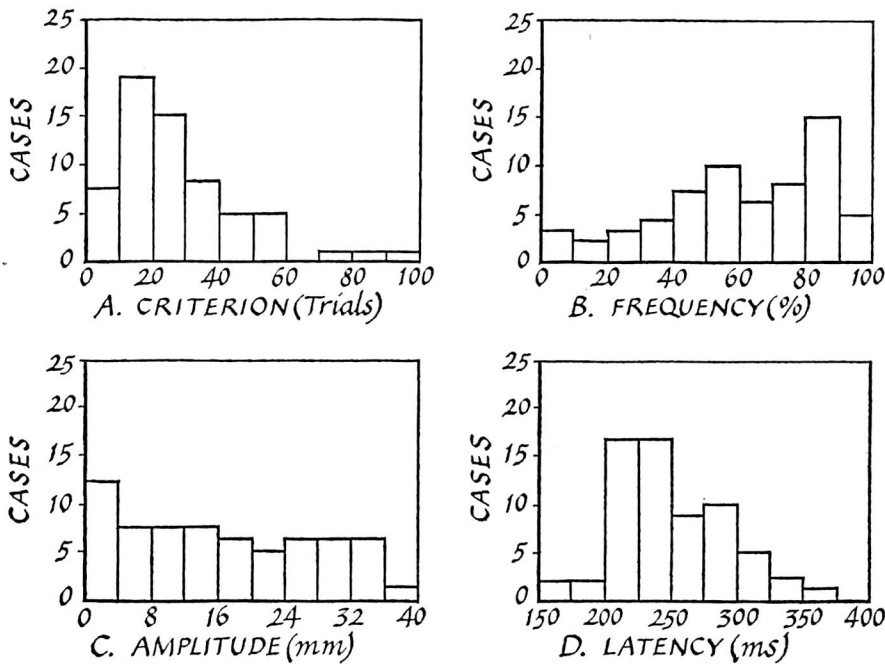 25
20
15
10
5
0
CASES
0 20 40 60 80 100
A. CRITERION (Trials)
25
20
15
10
5
0
CASES
0 20 40 60 80 100
B. FREQUENCY (%)
25
20
15
10
5
0
CASES
0 8 16 24 32 40
C. AMPLITUDE (mm)
25
20
15
10
5
0
CASES
150 200 250 300 350 400
D. LATENCY (ms)